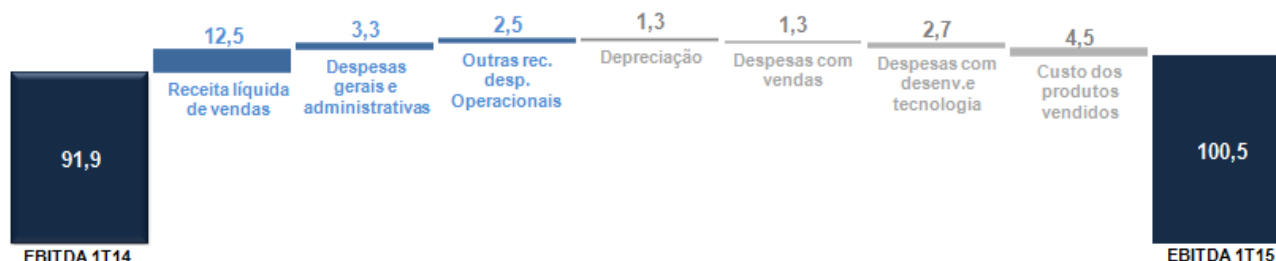 12,5
Receita líquida
de vendas
3,3
Despesas
gerais e
administrativas
2,5
Outras rec.
desp.
Operacionais
1,3
Depreciação
1,3
Despesas com
vendas
2,7
Despesas com
desenv.e
tecnologia
4,5
Custo dos
produtos
vendidos
91,9
EBITDA 1T14
100,5
EBITDA 1T15